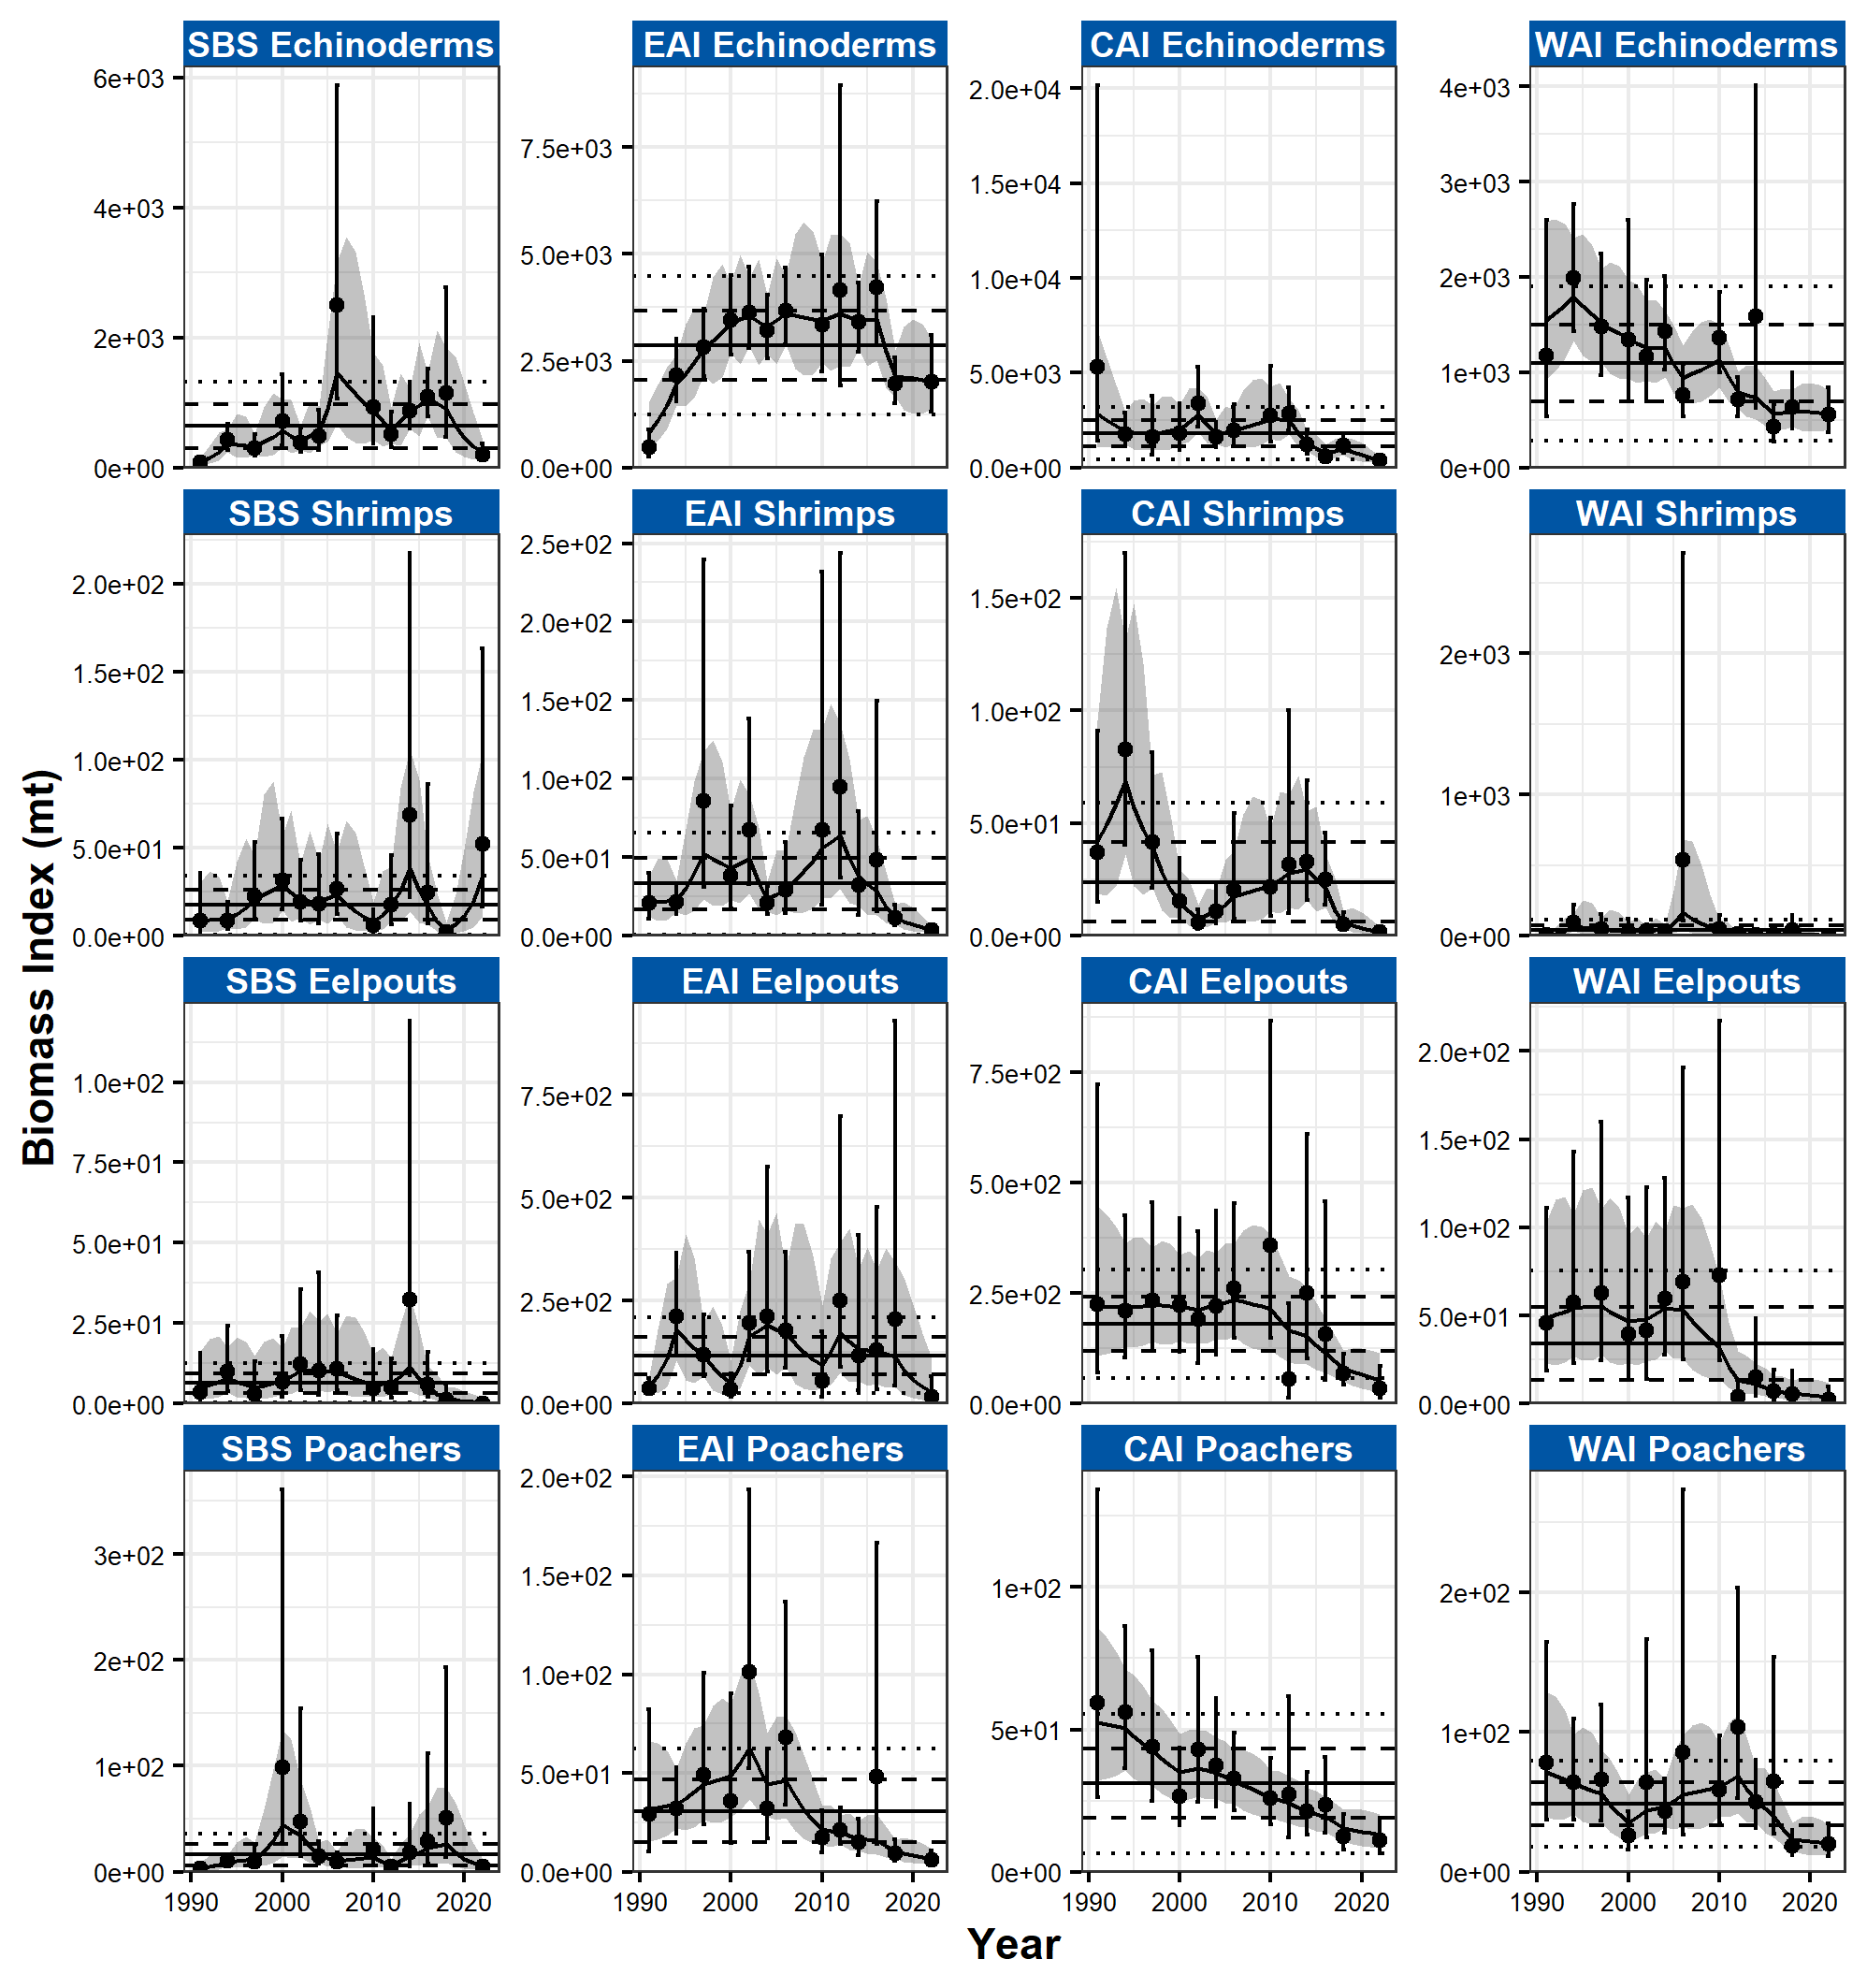 SBS Echinoderms EAI Echinoderms CAI Echinoderms WAI Echinoderms
6e+03
4e+03
2e+03
0e+00
7.5e+03
5.0e+03
2.5e+03
0.0e+00
2.0e+04
1.5e+04
1.0e+04
5.0e+03
0.0e+00
4e+03
3e+03
2e+03
1e+03
0e+00
SBS Shrimps EAI Shrimps CAI Shrimps WAI Shrimps
2.0e+02
1.5e+02
1.0e+02
5.0e+01
0.0e+00
2.5e+02
2.0e+02
1.5e+02
1.0e+02
5.0e+01
0.0e+00
1.5e+02
1.0e+02
5.0e+01
0.0e+00
2e+03
1e+03
0e+00
SBS Eelpouts EAI Eelpouts CAI Eelpouts WAI Eelpouts
1.0e+02
7.5e+01
5.0e+01
2.5e+01
0.0e+00
7.5e+02
5.0e+02
2.5e+02
0.0e+00
7.5e+02
5.0e+02
2.5e+02
0.0e+00
2.0e+02
1.5e+02
1.0e+02
5.0e+01
0.0e+00
SBS Poachers EAI Poachers CAI Poachers WAI Poachers
3e+02
2e+02
1e+02
0e+00
2.0e+02
1.5e+02
1.0e+02
5.0e+01
0.0e+00
1e+02
5e+01
0e+00
2e+02
1e+02
0e+00
1990 2000 2010 2020 1990 2000 2010 2020 1990 2000 2010 2020 1990 2000 2010 2020
Year
Biomass Index (mt)